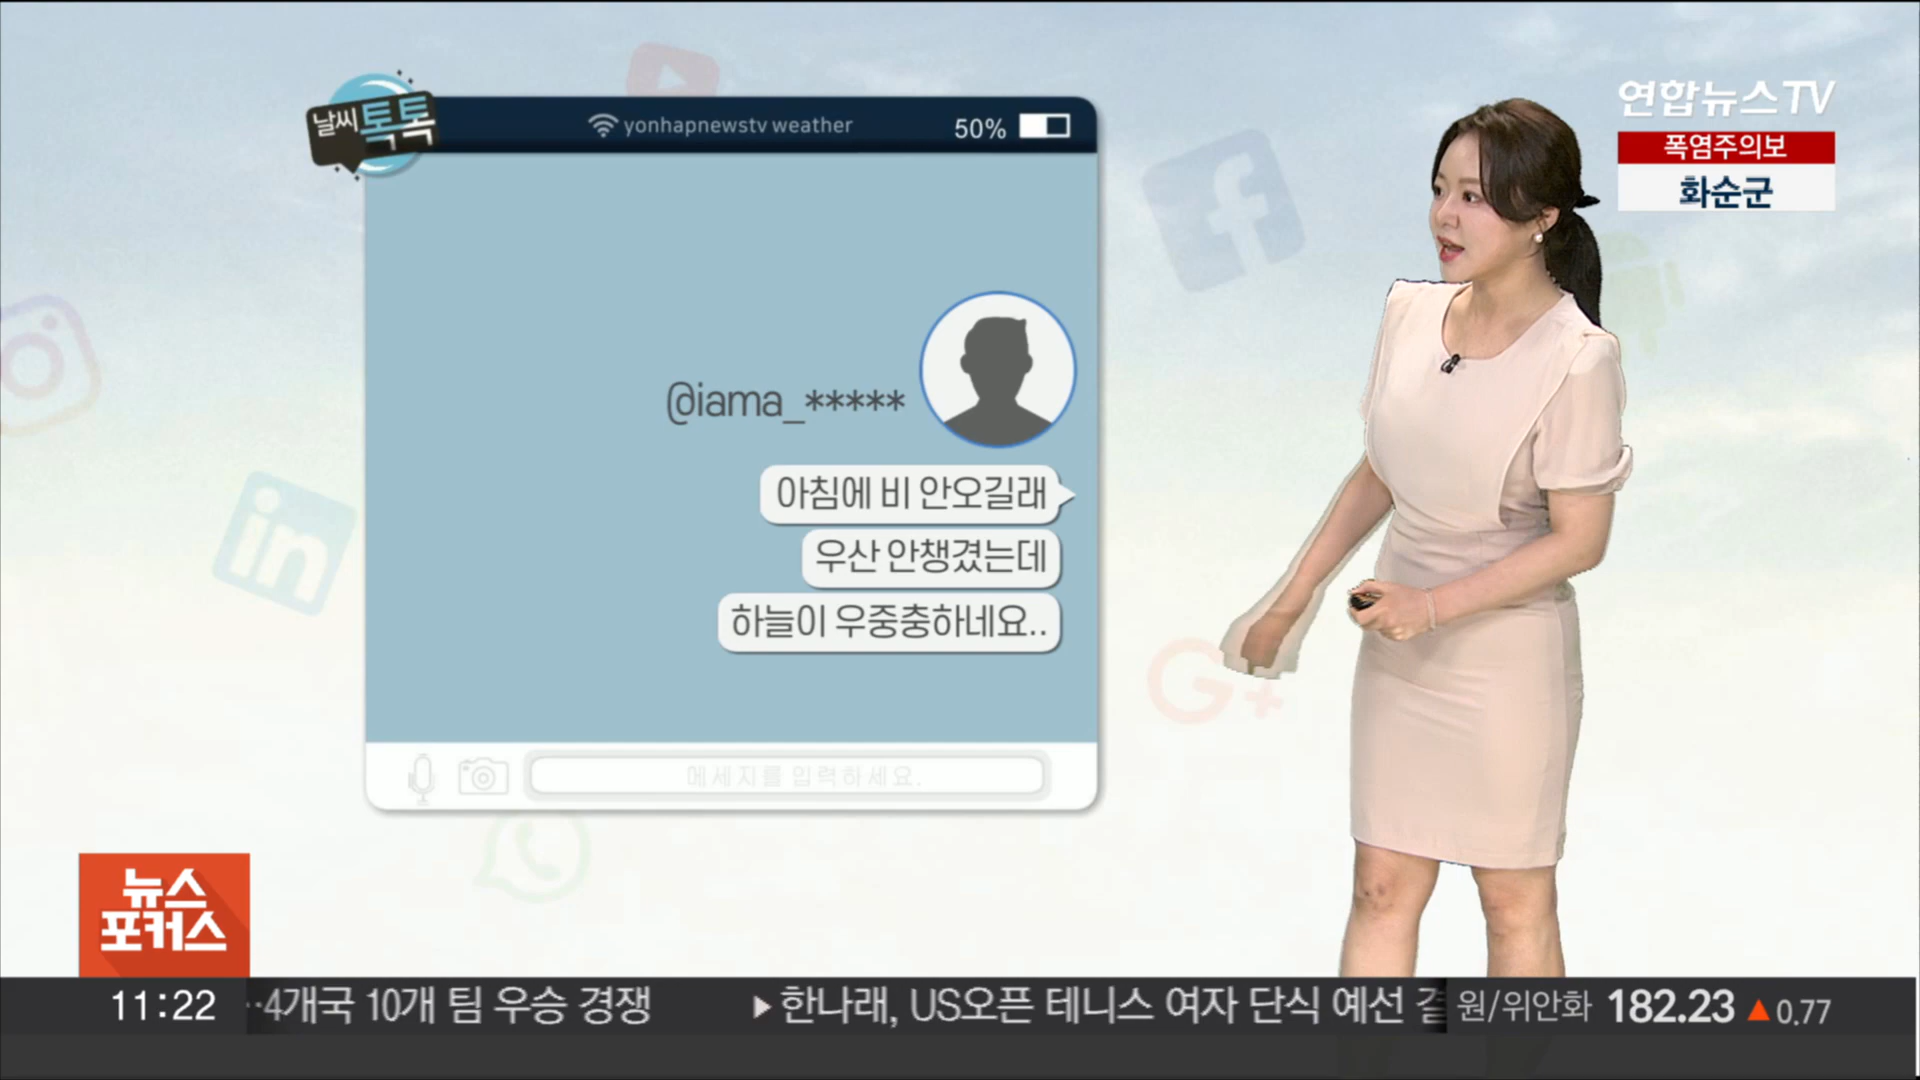 날씨톡톡
yonhapnewstv weather
50%
연합뉴스TV
폭염주의보
화순군
@iama_*****
아침에 비 안오길래
우산 안챙겼는데
하늘이 우중충하네요..
메세지를 입력하세요.
뉴스
포커스
11:22
··4개국 10개 팀 우승 경쟁 ▶한나래, US오픈 테니스 여자 단식 예선 결
원/위안화 182.23 ▲0.77